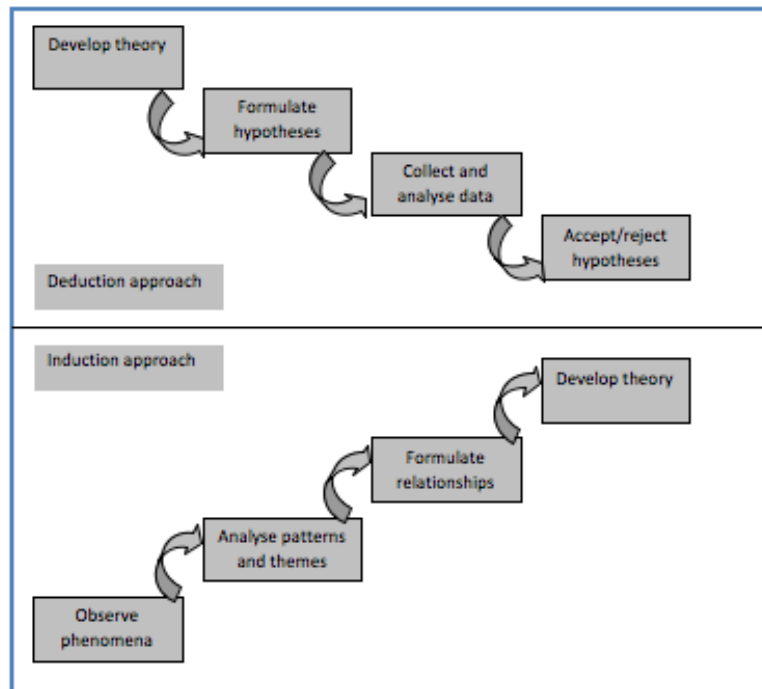 Develop theory
Formulate
hypotheses
Collect and
analyse data
Accept/reject
hypotheses
Deduction approach
Induction approach
Develop theory
Formulate
relationships
Analyse patterns
and themes
Observe
phenomena